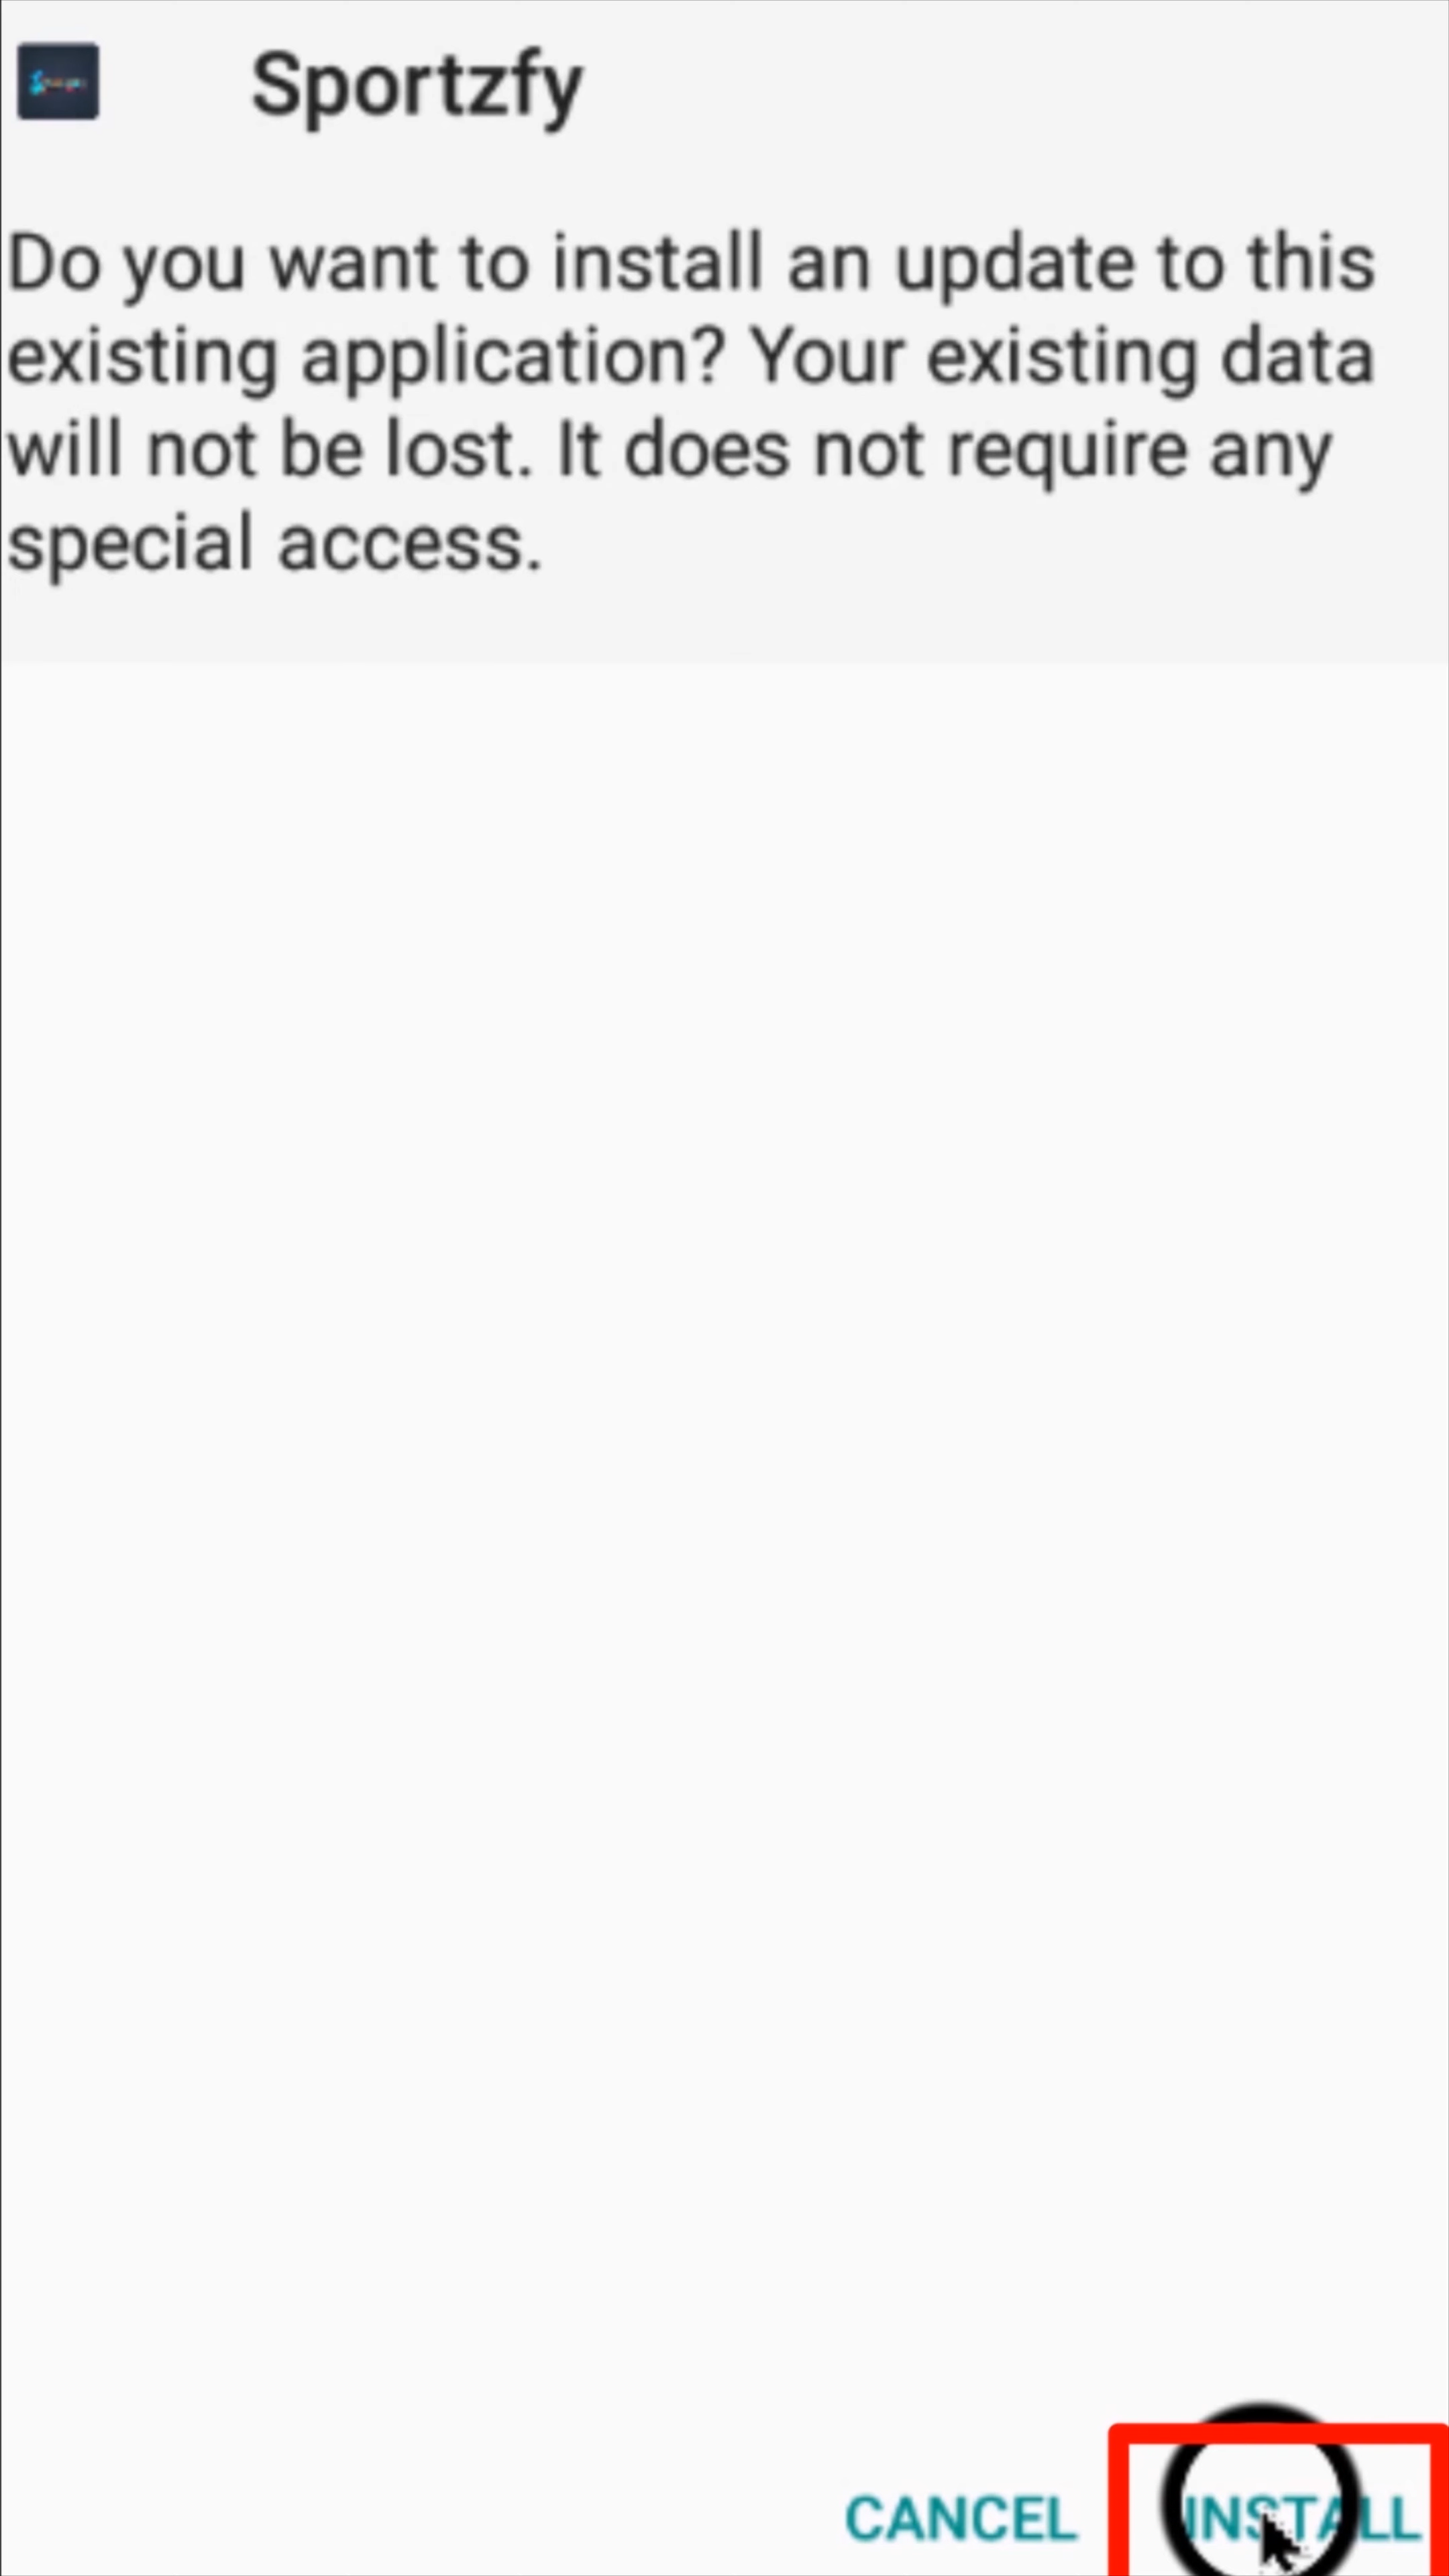 Sportzfy
Do you want to install an update to this
existing application? Your existing data
will not be lost. It does not require any
special access.
CANCEL INSTALL